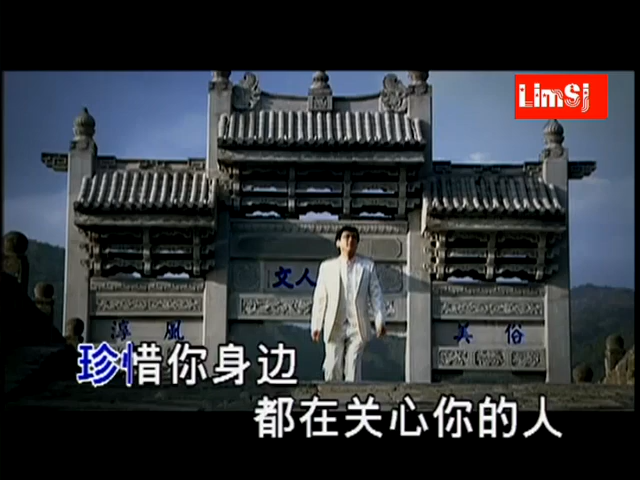 LimSj
文人
淳風
美俗
珍惜你身边
都在关心你的人